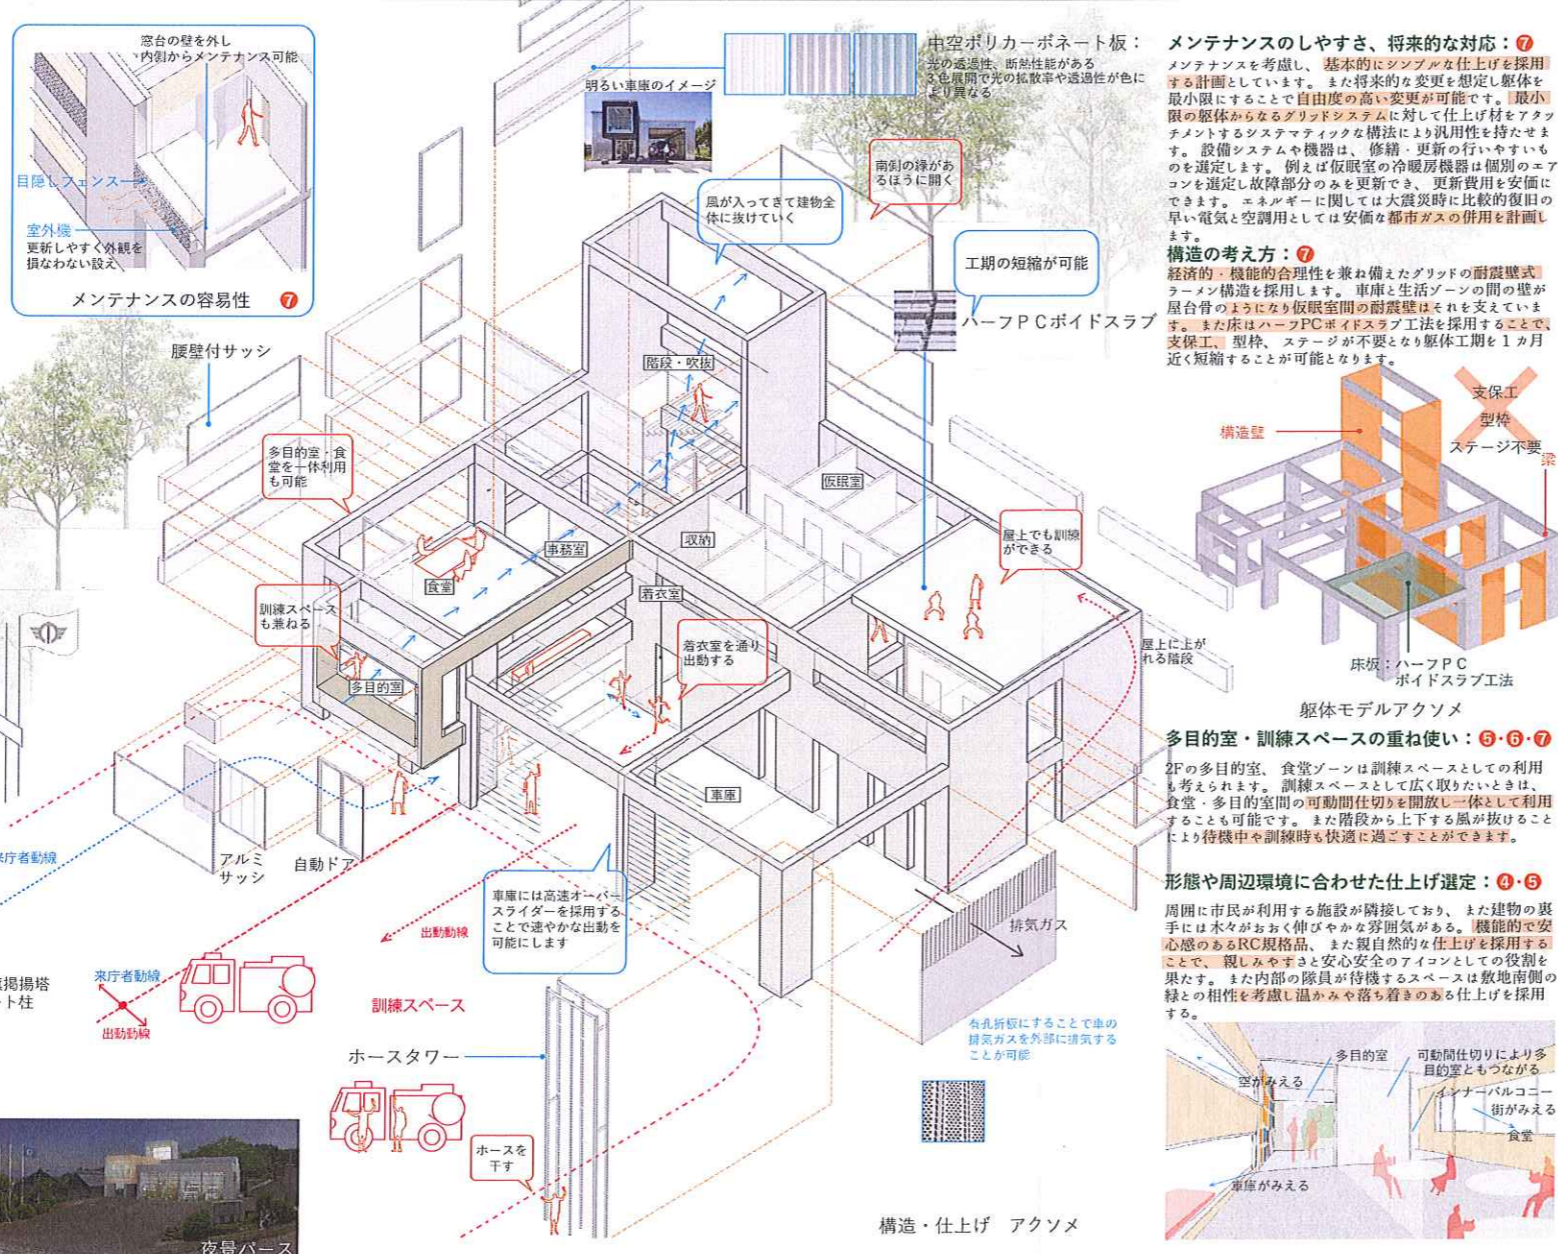 窓台の壁を外し
内側からメンテナンス可能
目隠しフェンス
室外機
更新しやすく外観を
損なわない設え
メンテナンスの容易性 ❼
明るい車庫のイメージ
中空ポリカーボネート板：
光の透過性、断熱性能がある
3色展開で光の拡散率や透過性が色に
より異なる
南側の緑があ
るほうに開く
風が入ってきて建物全
体に抜けていく
工期の短縮が可能
ハーフＰＣボイドスラブ
腰壁付サッシ
階段・吹抜
多目的室・食
堂を一体利用
も可能
仮眠室
収納
事務室
食堂
着衣室
屋上でも訓練
ができる
訓練スペース
も兼ねる
着衣室を通り
出動する
多目的室
屋上に上が
れる階段
車庫
来庁者動線
アルミ
サッシ
自動ドア
車庫には高速オーバー
スライダーを採用する
ことで速やかな出動を
可能にします
出動動線
排気ガス
来庁者動線
出動動線
掲揚塔
ト柱
訓練スペース
ホースタワー
有孔折板にすることで車の
排気ガスを外部に排気する
ことが可能
ホースを
干す
夜景パース
構造・仕上げ　アクソメ
メンテナンスのしやすさ、将来的な対応：❼
メンテナンスを考慮し、基本的にシンプルな仕上げを採用
する計画としています。また将来的な変更を想定し躯体を
最小限にすることで自由度の高い変更が可能です。最小
限の躯体からなるグリッドシステムに対して仕上げ材をアタッ
チメントするシステマティックな構法により汎用性を持たせま
す。設備システムや機器は、修繕・更新の行いやすいも
のを選定します。例えば仮眠室の冷暖房機器は個別のエア
コンを選定し故障部分のみを更新でき、更新費用を安価に
できます。エネルギーに関しては大震災時に比較的復旧の
早い電気と空調用としては安価な都市ガスの併用を計画し
ます。
構造の考え方：❼
経済的・機能的合理性を兼ね備えたグリッドの耐震壁式
ラーメン構造を採用します。車庫と生活ゾーンの間の壁が
屋台骨のようになり仮眠室間の耐震壁はそれを支えていま
す。また床はハーフPCボイドスラブ工法を採用することで、
支保工、型枠、ステージが不要となり躯体工期を１カ月
近く短縮することが可能となります。
支保工
型枠
ステージ不要
構造壁
梁
床板：ハーフＰＣ
ボイドスラブ工法
躯体モデルアクソメ
多目的室・訓練スペースの重ね使い：❺・❻・❼
2Fの多目的室、食堂ゾーンは訓練スペースとしての利用
も考えられます。訓練スペースとして広く取りたいときは、
食堂・多目的室間の可動間仕切りを開放し一体として利用
することも可能です。また階段から上下する風が抜けること
により待機中や訓練時も快適に過ごすことができます。
形態や周辺環境に合わせた仕上げ選定：❹・❺
周囲に市民が利用する施設が隣接しており、また建物の裏
手には木々がおおく伸びやかな雰囲気がある。機能的で安
心感のあるRC規格品、また親自然的な仕上げを採用する
ことで、親しみやすさと安心安全のアイコンとしての役割を
果たす。また内部の隊員が待機するスペースは敷地南側の
緑との相性を考慮し温かみや落ち着きのある仕上げを採用
する。
多目的室
可動間仕切りにより多
目的室ともつながる
空がみえる
インナーバルコニー
街がみえる
食堂
車庫がみえる